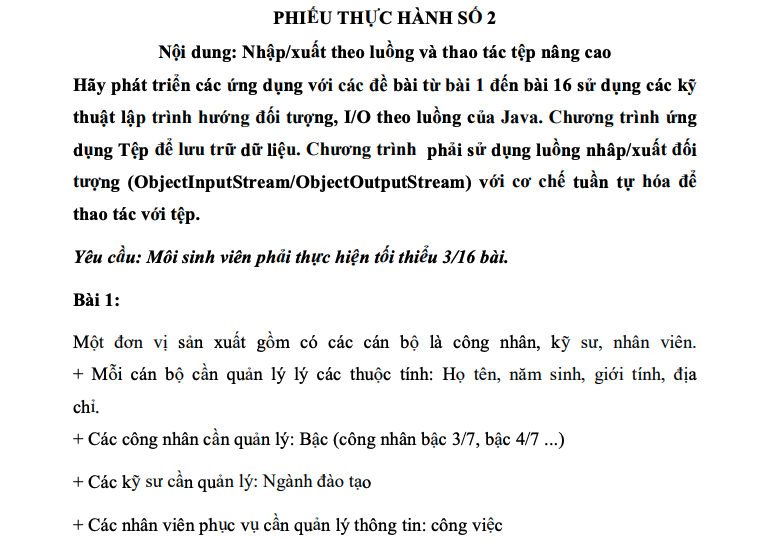 PHIẾU THỰC HÀNH SỐ 2
Nội dung: Nhập/xuất theo luồng và thao tác tệp nâng cao
Hãy phát triển các ứng dụng với các đề bài từ bài 1 đến bài 16 sử dụng các kỹ
thuật lập trình hướng đối tượng, I/O theo luồng của Java. Chương trình ứng
dụng Tệp để lưu trữ dữ liệu. Chương trình phải sử dụng luồng nhâp/xuất đối
tượng (ObjectInputStream/ObjectOutputStream) với cơ chế tuần tự hóa để
thao tác với tệp.
Yêu cầu: Môi sinh viên phải thực hiện tối thiểu 3/16 bài.
Bài 1:
Một đơn vị sản xuất gồm có các cán bộ là công nhân, kỹ sư, nhân viên.
+ Mỗi cán bộ cần quản lý lý các thuộc tính: Họ tên, năm sinh, giới tính, địa
chỉ.
+ Các công nhân cần quản lý: Bậc (công nhân bậc 3/7, bậc 4/7 ...)
+ Các kỹ sư cần quản lý: Ngành đào tạo
+ Các nhân viên phục vụ cần quản lý thông tin: công việc